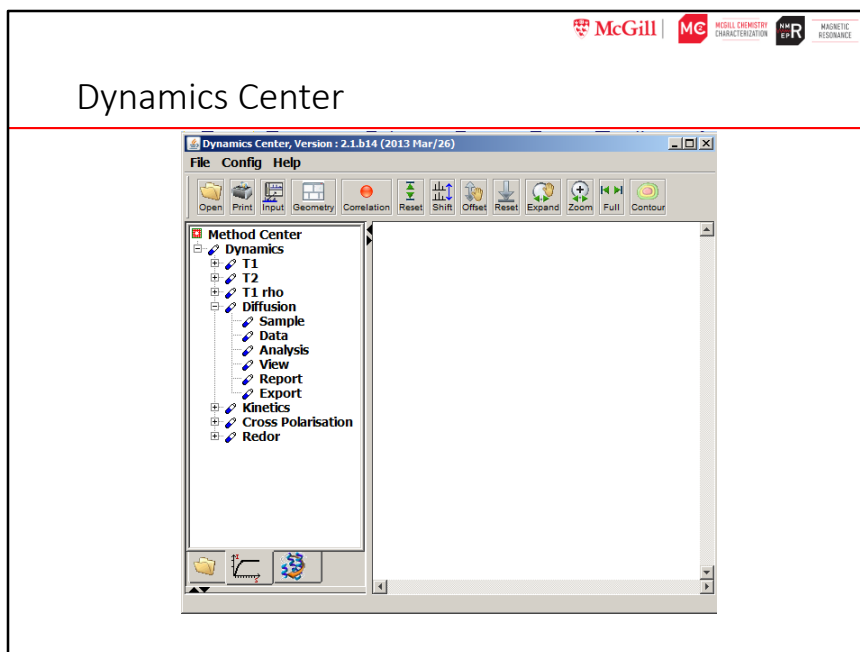 McGill
MC
MCGILL CHEMISTRY
CHARACTERIZATION
NMR
EPR
MAGNETIC
RESONANCE
Dynamics Center
Dynamics Center, Version : 2.1.b14 (2013 Mar/26)
File Config Help
Open Print Input Geometry Correlation Reset Shift Offset Reset Expand Zoom Full Contour
Method Center
Dynamics
T1
T2
T1 rho
Diffusion
Sample
Data
Analysis
View
Report
Export
Kinetics
Cross Polarisation
Redor